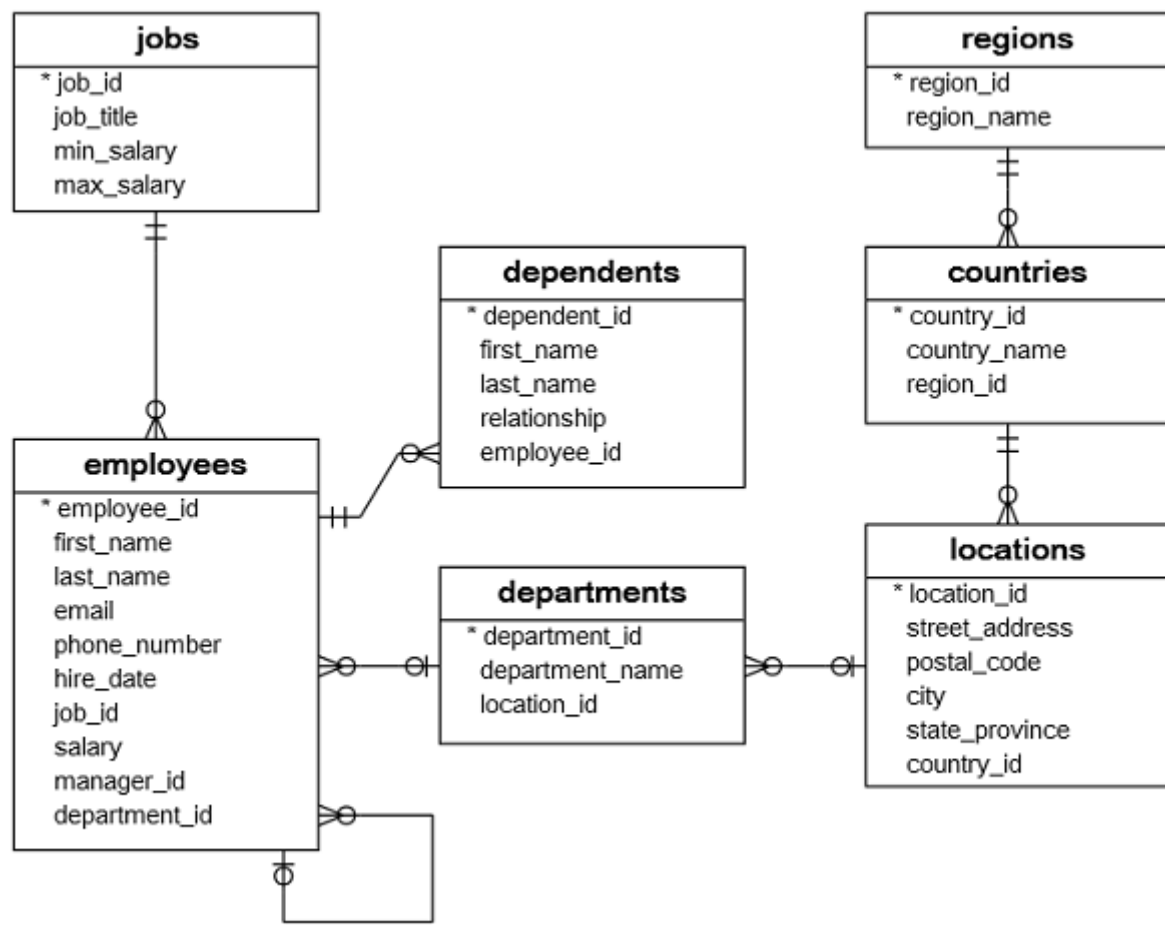 jobs
* job_id
job_title
min_salary
max_salary
regions
* region_id
region_name
dependents
* dependent_id
first_name
last_name
relationship
employee_id
countries
* country_id
country_name
region_id
employees
* employee_id
first_name
last_name
email
phone_number
hire_date
job_id
salary
manager_id
department_id
departments
* department_id
department_name
location_id
locations
* location_id
street_address
postal_code
city
state_province
country_id